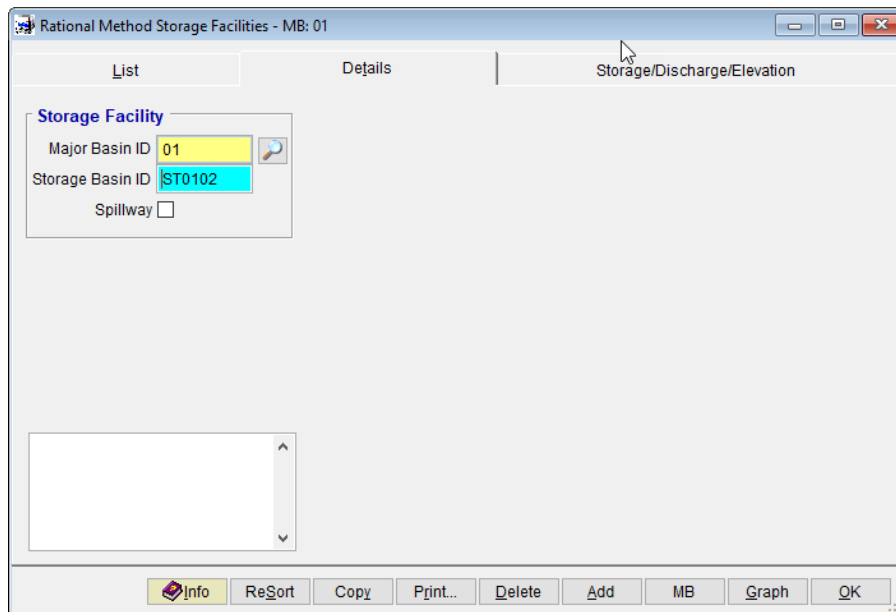 Rational Method Storage Facilities - MB: 01
List
Details
Storage/Discharge/Elevation
Storage Facility
Major Basin ID 01
Storage Basin ID ST0102
Spillway
Info ReSort Copy Print... Delete Add MB Graph OK